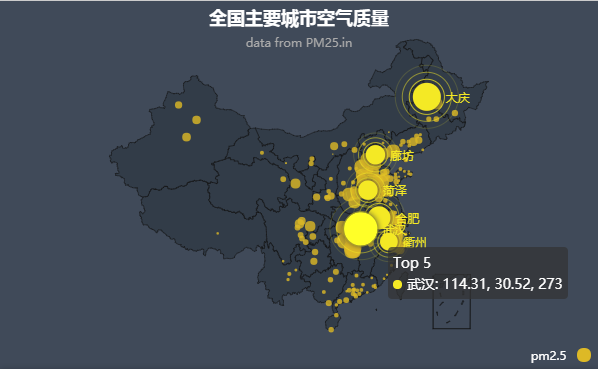 全国主要城市空气质量
data from PM25.in
大庆
廊坊
菏泽
合肥
武汉
衢州
Top 5
武汉: 114.31, 30.52, 273
pm2.5